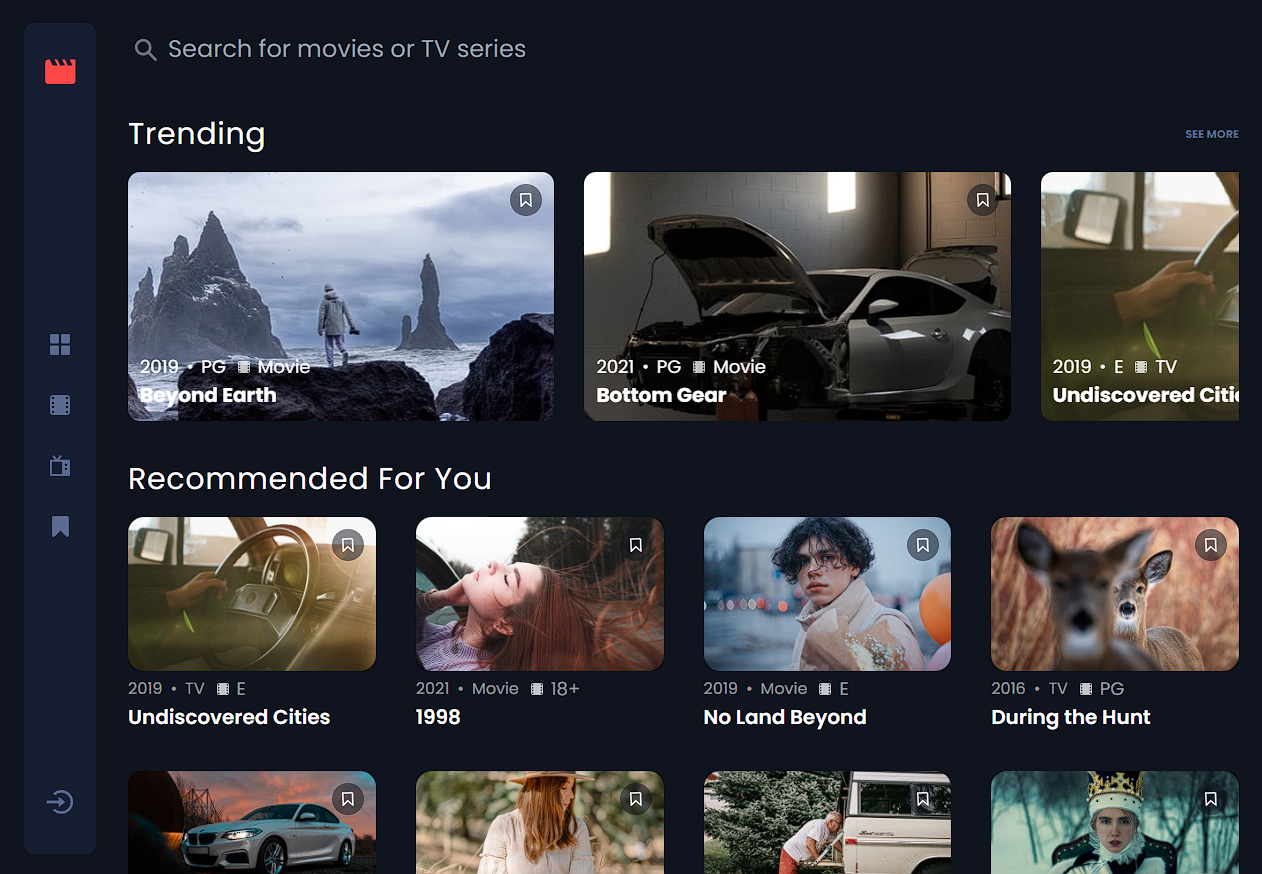 Search for movies or TV series
Trending
SEE MORE
2019 • PG Movie
Beyond Earth
2021 • PG Movie
Bottom Gear
2019 • E TV
Undiscovered
Recommended For You
2019 • TV E
Undiscovered Cities
2021 • Movie 18+
1998
2019 • Movie E
No Land Beyond
2016 • TV PG
During the Hunt